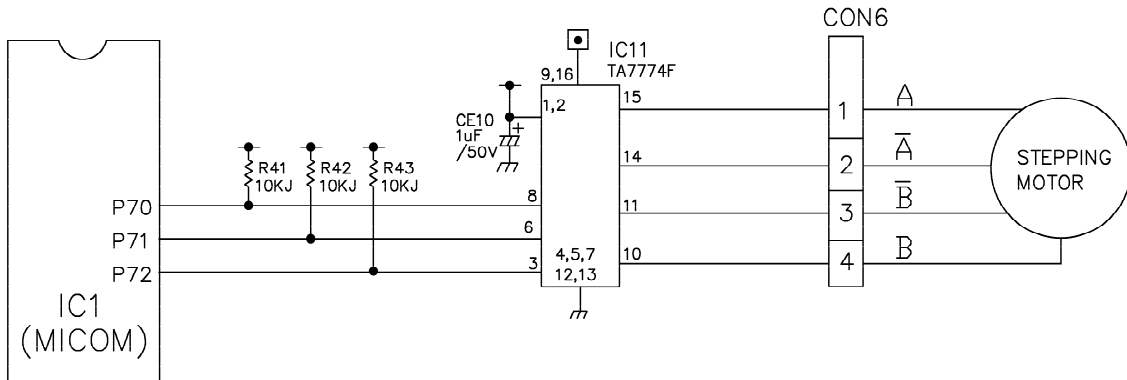 CON6
IC11
TA7774F
9,16
1,2
15
CE10
1uF
/50V
+
1
A
R41
10KJ
R42
10KJ
R43
10KJ
14
2
A̅
STEPPING
MOTOR
P70
8
11
3
B̅
P71
6
P72
3
4,5,7
12,13
10
4
B
IC1
(MICOM)